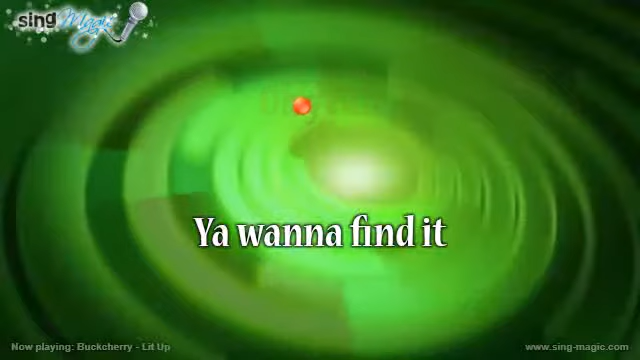 sing
Magic
Ya wanna find it
Now playing: Buckcherry - Lit Up
www.sing-magic.com